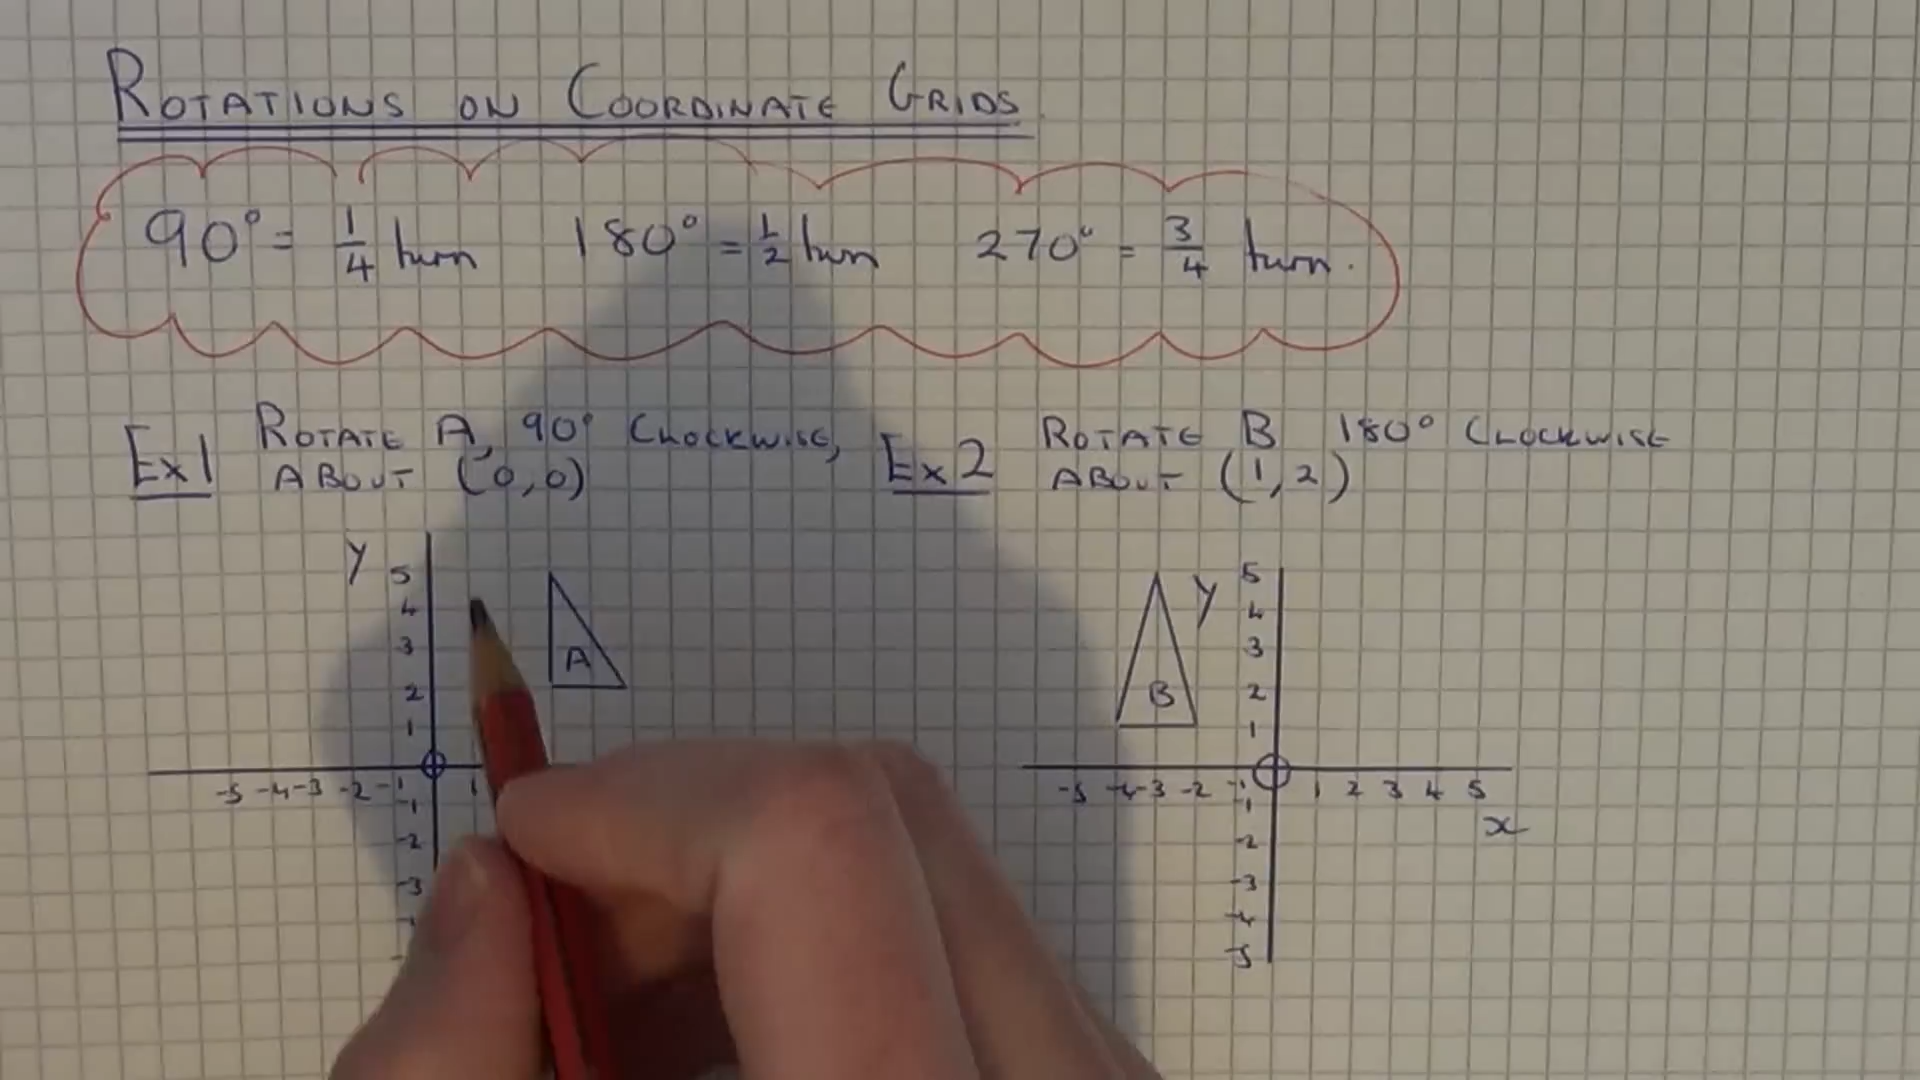 ROTATIONS ON COORDINATE GRIDS
90° = 1/4 turn 180° = 1/2 turn 270° = 3/4 turn.
Ex1 ROTATE A, 90° CLOCKWISE, ABOUT (0,0)
y
5
4
3
2
1
A
-5 -4 -3 -2 -1 1
-1
-2
-3
Ex2 ROTATE B 180° CLOCKWISE
ABOUT (1,2)
y
5
4
3
2
1
B
-5 -4 -3 -2 -1 1 2 3 4 5
x
-1
-2
-3
-4
-5